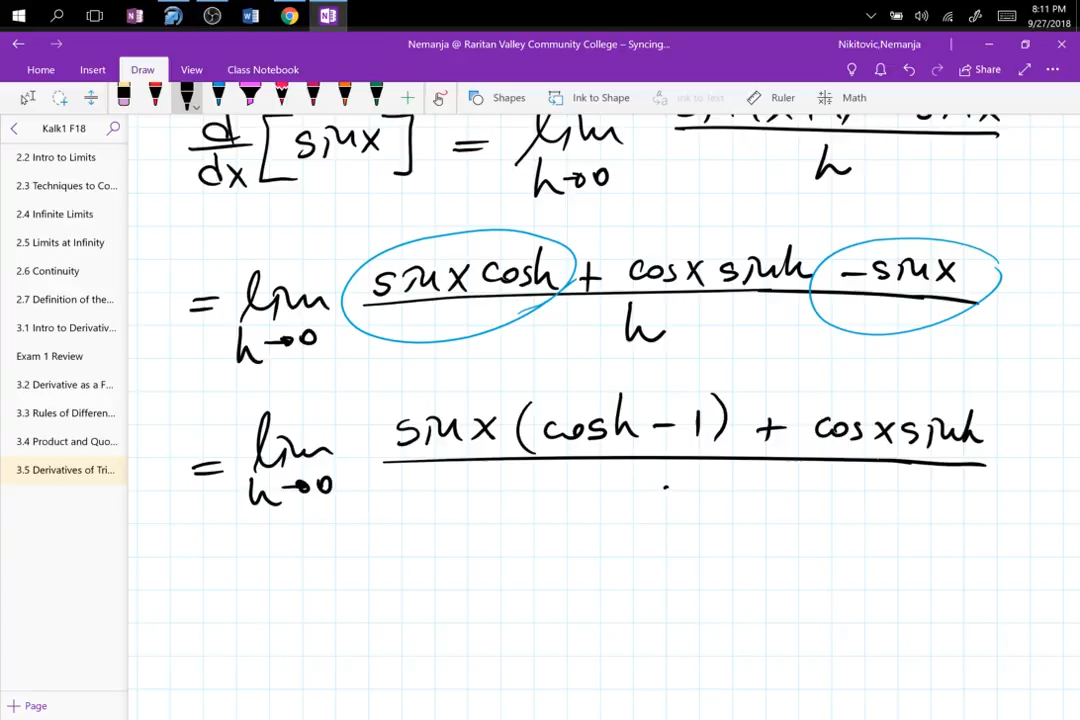 8:11 PM
9/27/2018
Nemanja @ Raritan Valley Community College – Syncing...
Nikitovic,Nemanja
Home Insert Draw View Class Notebook Share
Shapes Ink to Shape Ink to Text Ruler Math
Kalk1 F18
2.2 Intro to Limits
2.3 Techniques to Co...
2.4 Infinite Limits
2.5 Limits at Infinity
2.6 Continuity
2.7 Definition of the...
3.1 Intro to Derivativ...
Exam 1 Review
3.2 Derivative as a F...
3.3 Rules of Differen...
3.4 Product and Quo...
3.5 Derivatives of Tri...
Page
d/dx [sin x] = lim h→0 / h
= lim h→0 (sin x cos h + cos x sin h - sin x) / h
= lim h→0 sin x (cos h - 1) + cos x sin h